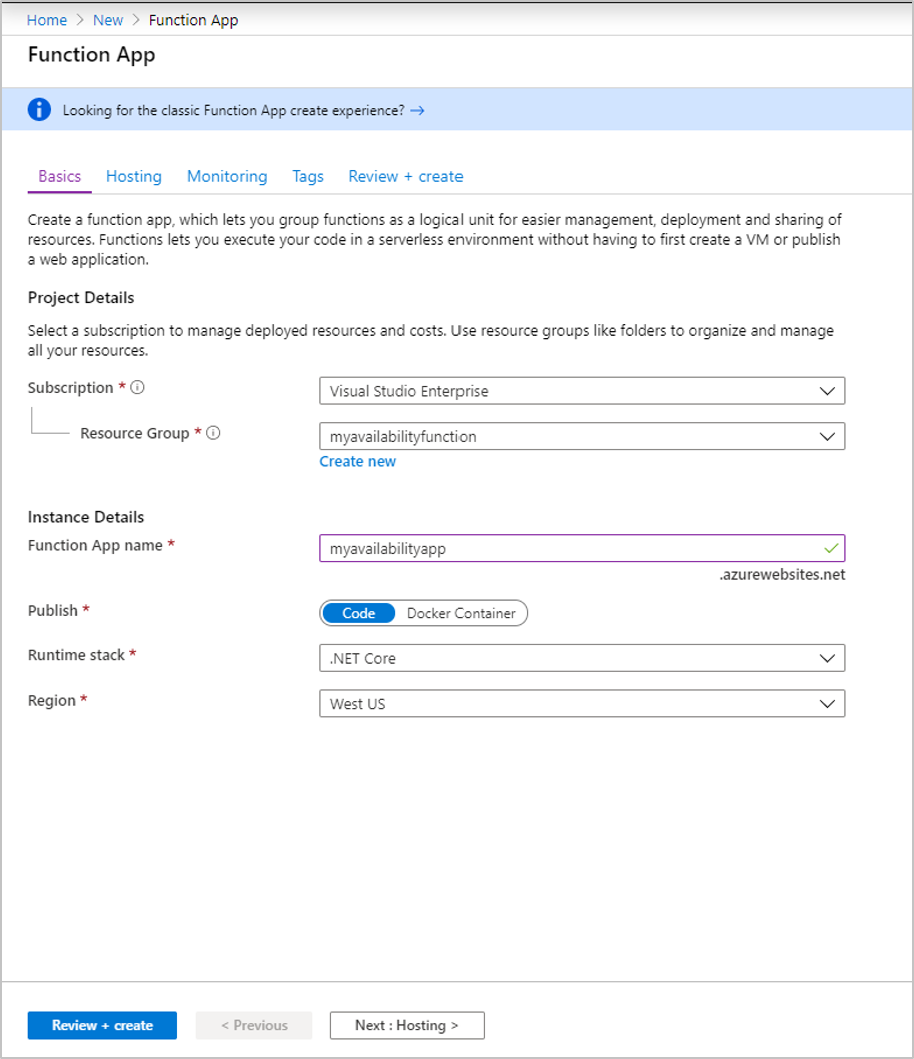 Home > New > Function App
Function App
Looking for the classic Function App create experience? →
Basics Hosting Monitoring Tags Review + create
Create a function app, which lets you group functions as a logical unit for easier management, deployment and sharing of
resources. Functions lets you execute your code in a serverless environment without having to first create a VM or publish
a web application.
Project Details
Select a subscription to manage deployed resources and costs. Use resource groups like folders to organize and manage
all your resources.
Subscription * Visual Studio Enterprise
Resource Group * myavailabilityfunction
Create new
Instance Details
Function App name * myavailabilityapp
.azurewebsites.net
Publish * Code Docker Container
Runtime stack * .NET Core
Region * West US
Review + create < Previous Next : Hosting >